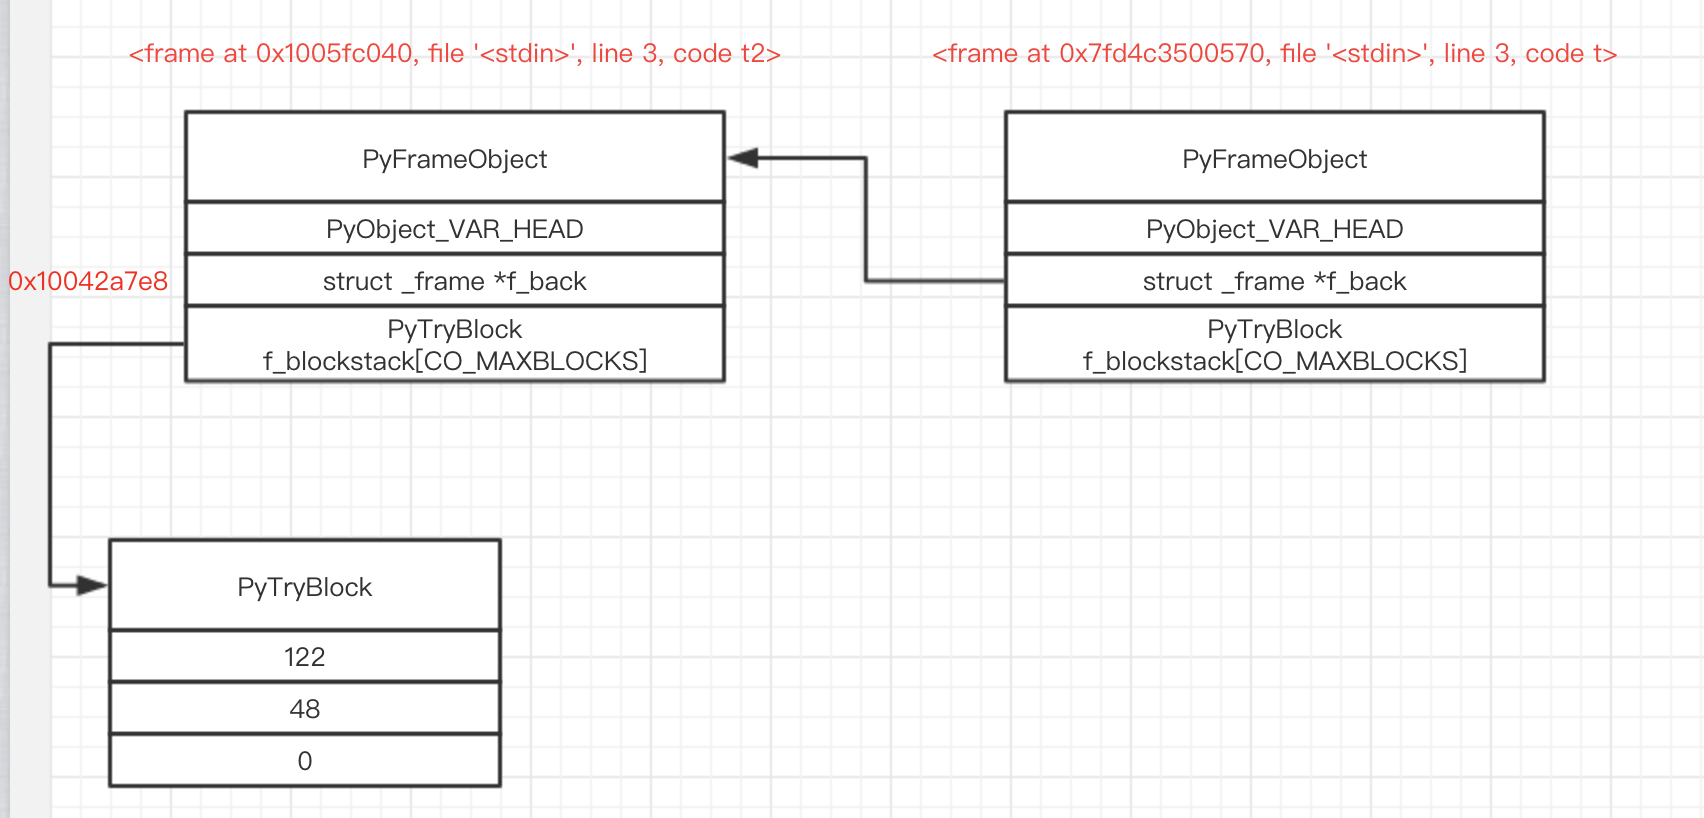 <frame at 0x1005fc040, file '<stdin>', line 3, code t2>
<frame at 0x7fd4c3500570, file '<stdin>', line 3, code t>
PyFrameObject
PyObject_VAR_HEAD
0x10042a7e8
struct _frame *f_back
PyTryBlock
f_blockstack[CO_MAXBLOCKS]
PyFrameObject
PyObject_VAR_HEAD
struct _frame *f_back
PyTryBlock
f_blockstack[CO_MAXBLOCKS]
PyTryBlock
122
48
0